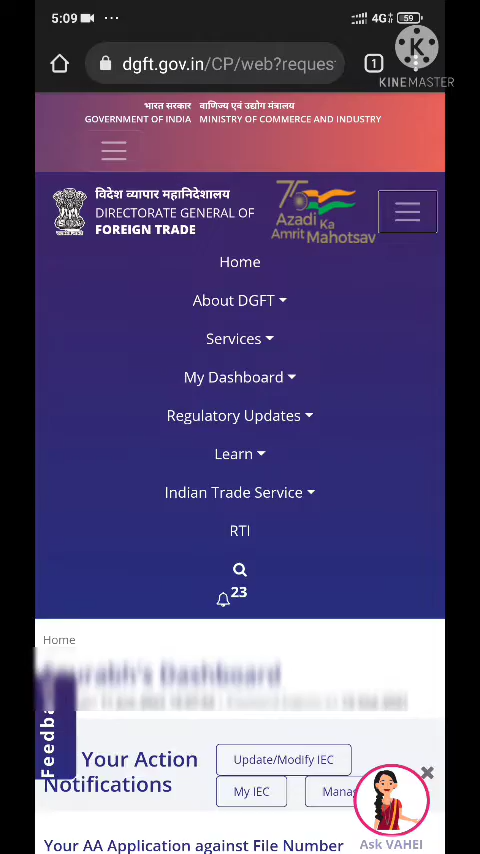 5:09
4G+ 59
dgft.gov.in/CP/web?reques
1
K
KINEMASTER
भारत सरकार वाणिज्य एवं उद्योग मंत्रालय
GOVERNMENT OF INDIA MINISTRY OF COMMERCE AND INDUSTRY
विदेश व्यापार महानिदेशालय
DIRECTORATE GENERAL OF
FOREIGN TRADE
75
Azadi Ka
Amrit Mahotsav
Home
About DGFT
Services
My Dashboard
Regulatory Updates
Learn
Indian Trade Service
RTI
23
Home
Dashboard
Feedba
Your Action
Notifications
Update/Modify IEC
My IEC
Mana
Ask VAHEI
Your AA Application against File Number